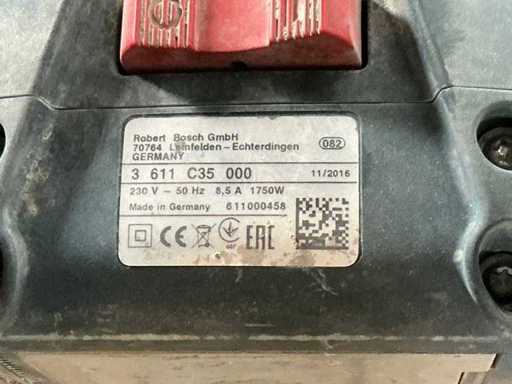 Robert Bosch GmbH
70764 Leinfelden – Echterdingen
GERMANY
082
3 611 C35 000
11/2016
230 V – 50 Hz 8,5 A 1750W
Made in Germany 611000458
CE EAC